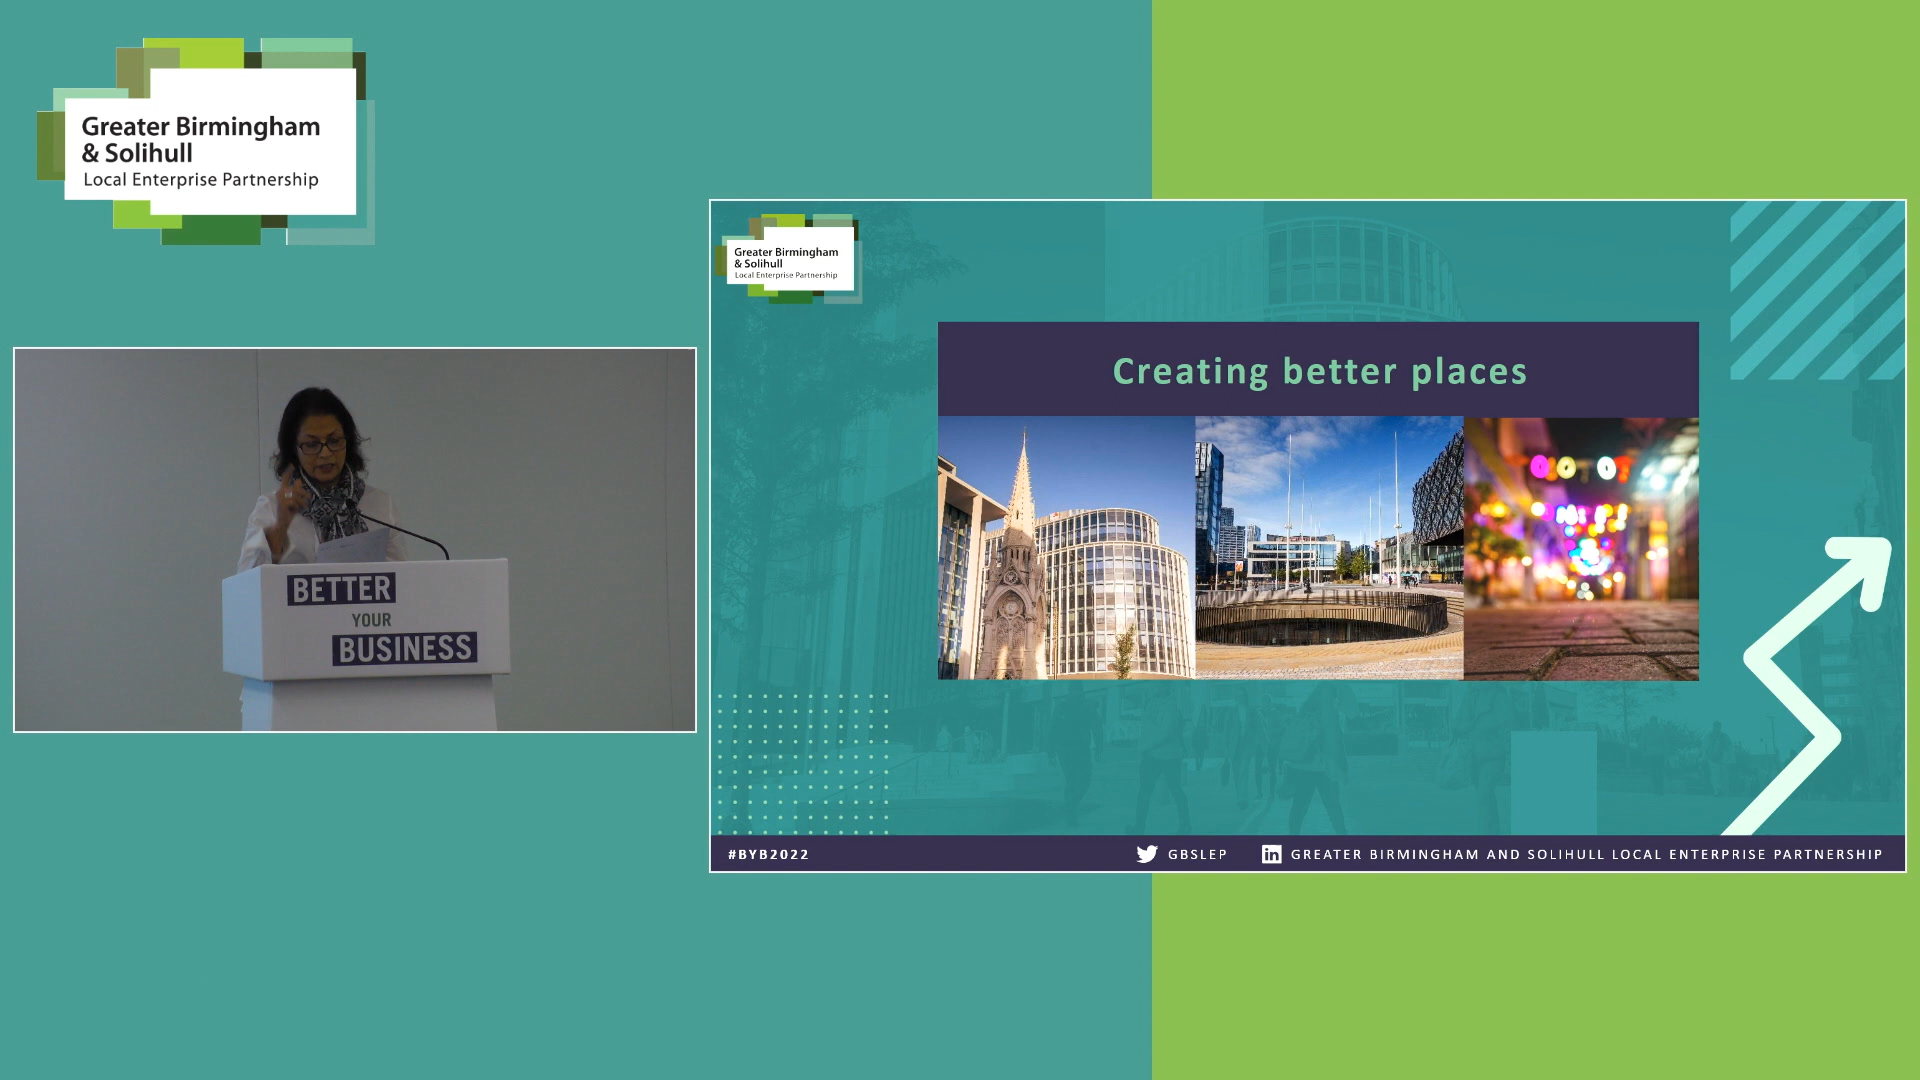 Greater Birmingham
& Solihull
Local Enterprise Partnership
BETTER
YOUR
BUSINESS
Greater Birmingham
& Solihull
Local Enterprise Partnership
Creating better places
#BYB2022
GBSLEP
in
GREATER BIRMINGHAM AND SOLIHULL LOCAL ENTERPRISE PARTNERSHIP